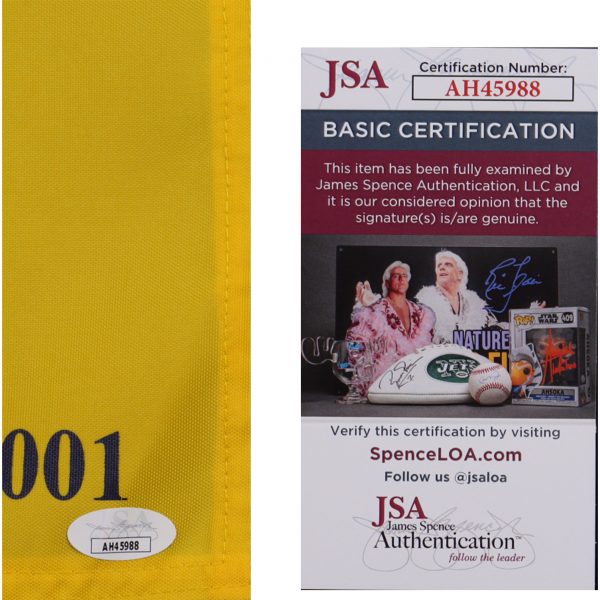 001
AH45988
JSA
Certification Number:
AH45988
BASIC CERTIFICATION
This item has been fully examined by
James Spence Authentication, LLC and
it is our considered opinion that the
signature(s) is/are genuine.
NATURE
JETS
POP!
STAR
WARS
409
AHSOKA
Verify this certification by visiting
SpenceLOA.com
Follow us @jsaloa
JSA
James Spence
Authentication™
follow the leader